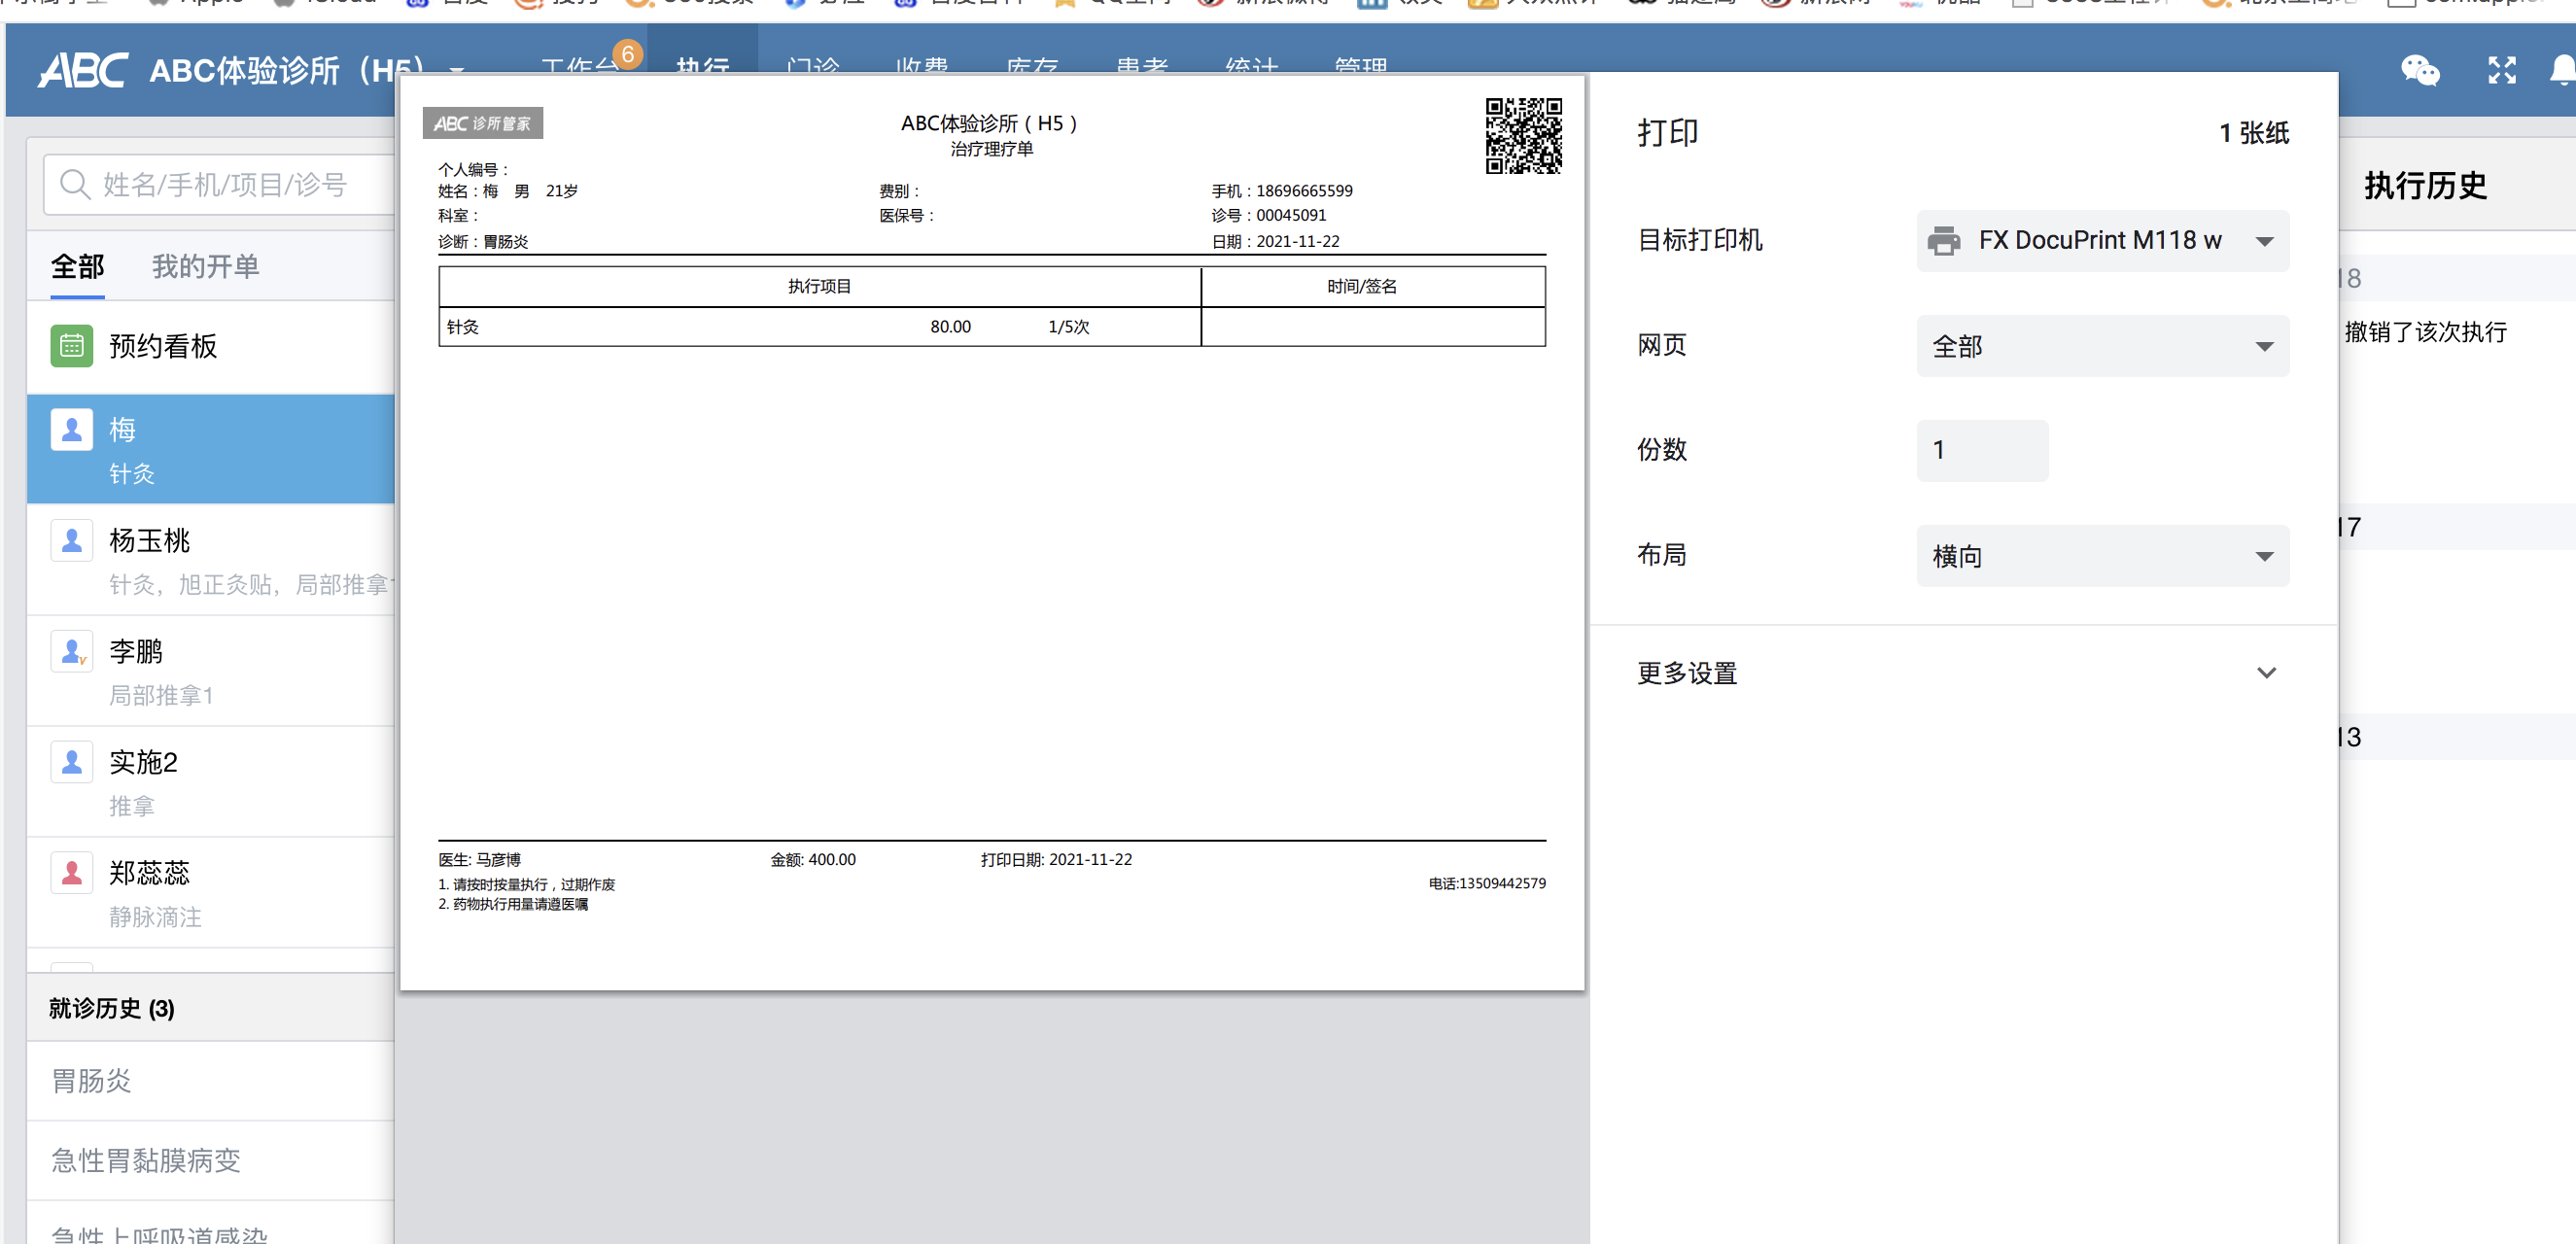 Apple
ABC ABC体验诊所（H5）
工作台 6 执行 门诊 收费 库存 患者 统计 管理
姓名/手机/项目/诊号
全部 我的开单
预约看板
梅
针灸
杨玉桃
针灸，旭正灸贴，局部推拿
李鹏
局部推拿1
实施2
推拿
郑蕊蕊
静脉滴注
就诊历史 (3)
胃肠炎
急性胃黏膜病变
急性上呼吸道感染
ABC 诊所管家
ABC体验诊所（H5）
治疗理疗单
个人编号：
姓名：梅 男 21岁 费别： 手机：18696665599
科室： 医保号： 诊号：00045091
诊断：胃肠炎 日期：2021-11-22
执行项目 时间/签名
针灸 80.00 1/5次
医生: 马彦博 金额: 400.00 打印日期: 2021-11-22
1. 请按时按量执行，过期作废 电话:13509442579
2. 药物执行用量请遵医嘱
打印 1 张纸
目标打印机 FX DocuPrint M118 w
网页 全部
份数 1
布局 横向
更多设置
执行历史
18
撤销了该次执行
17
13